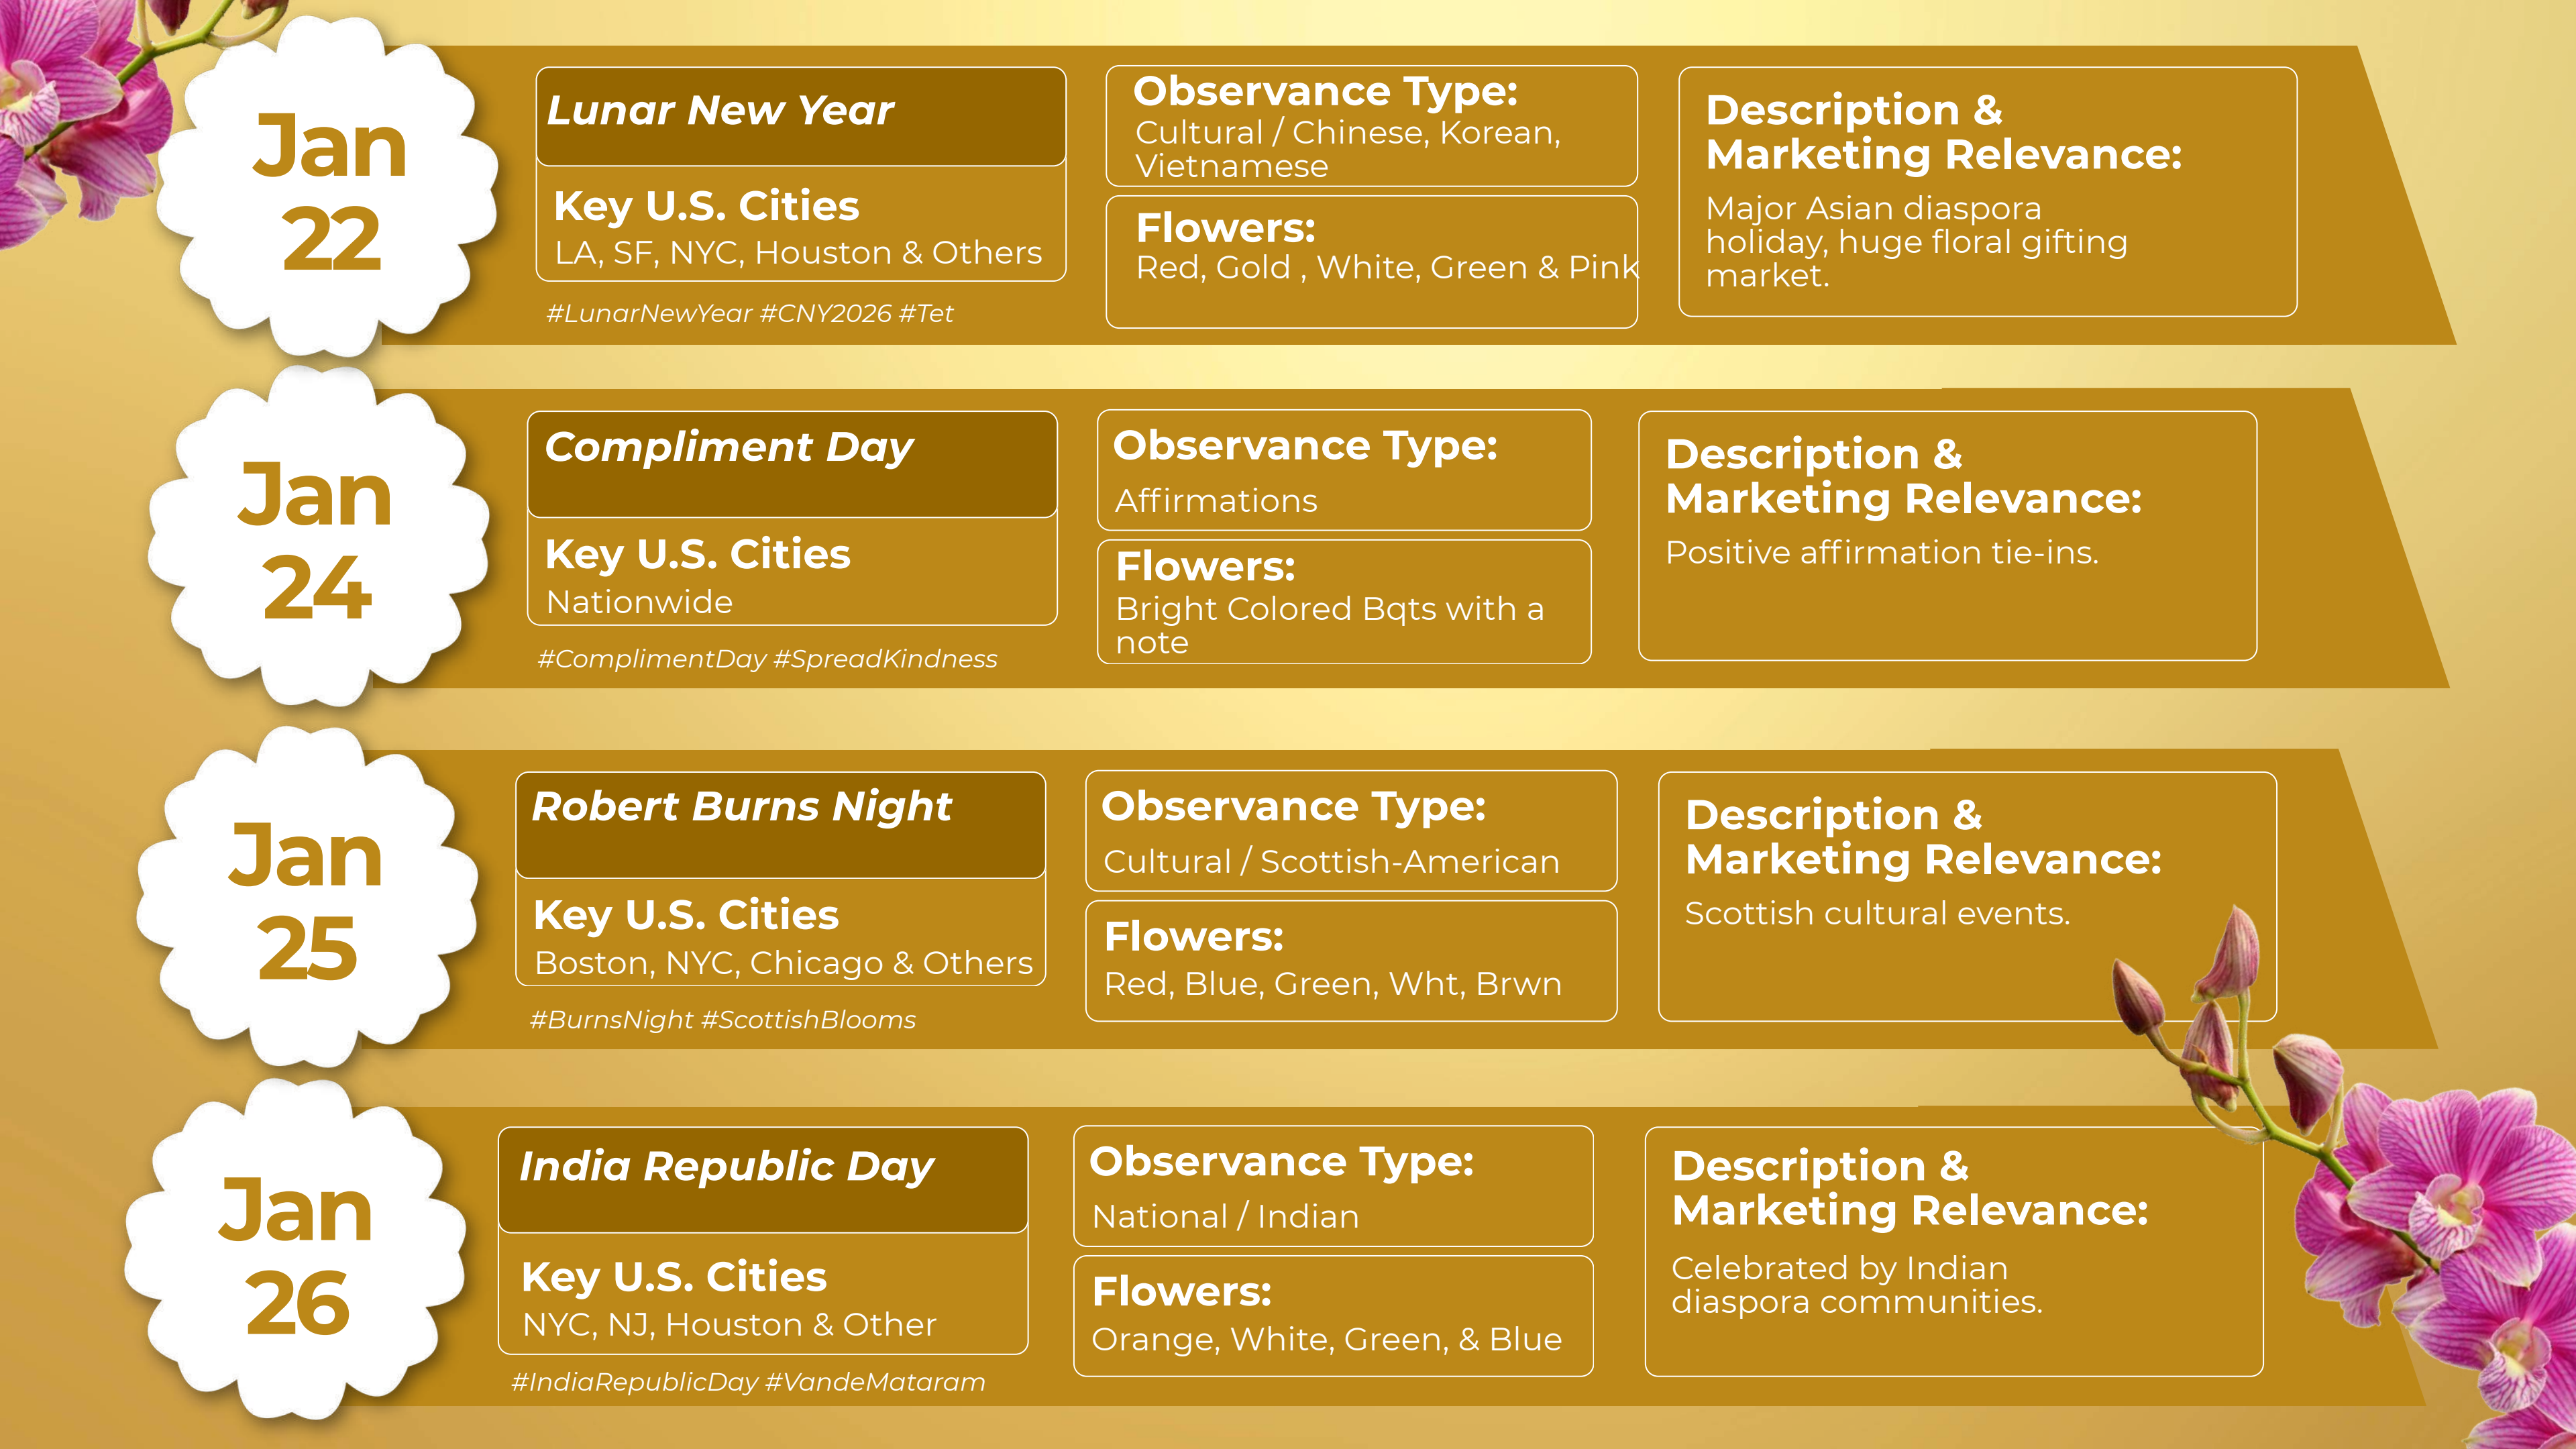 Jan
22
Lunar New Year
Key U.S. Cities
LA, SF, NYC, Houston & Others
#LunarNewYear #CNY2026 #Tet
Observance Type:
Cultural / Chinese, Korean,
Vietnamese
Flowers:
Red, Gold , White, Green & Pink
Description &
Marketing Relevance:
Major Asian diaspora
holiday, huge floral gifting
market.
Jan
24
Compliment Day
Key U.S. Cities
Nationwide
#ComplimentDay #SpreadKindness
Observance Type:
Affirmations
Flowers:
Bright Colored Bqts with a
note
Description &
Marketing Relevance:
Positive affirmation tie-ins.
Jan
25
Robert Burns Night
Key U.S. Cities
Boston, NYC, Chicago & Others
#BurnsNight #ScottishBlooms
Observance Type:
Cultural / Scottish-American
Flowers:
Red, Blue, Green, Wht, Brwn
Description &
Marketing Relevance:
Scottish cultural events.
Jan
26
India Republic Day
Key U.S. Cities
NYC, NJ, Houston & Other
#IndiaRepublicDay #VandeMataram
Observance Type:
National / Indian
Flowers:
Orange, White, Green, & Blue
Description &
Marketing Relevance:
Celebrated by Indian
diaspora communities.